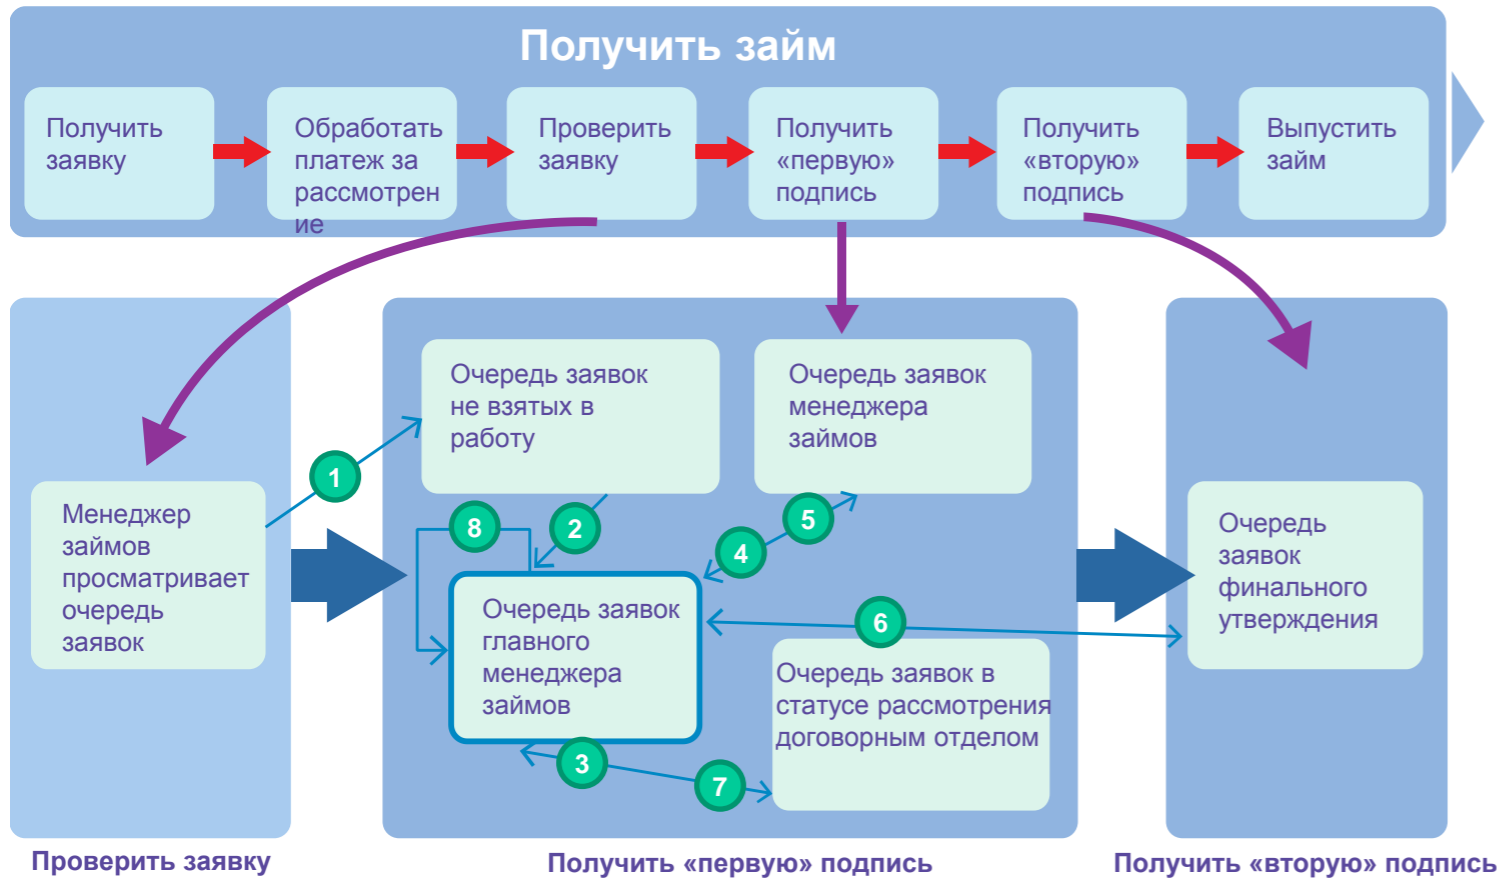 Получить займ
Получить
заявку
Обработать
платеж за
рассмотрен
ие
Проверить
заявку
Получить
«первую»
подпись
Получить
«вторую»
подпись
Выпустить
займ
Менеджер
займов
просматривает
очередь
заявок
1
Очередь заявок
не взятых в
работу
Очередь заявок
менеджера
займов
8
2
5
4
Очередь заявок
главного
менеджера
займов
6
Очередь заявок в
статусе рассмотрения
договорным отделом
3
7
Очередь
заявок
финального
утверждения
Проверить заявку
Получить «первую» подпись
Получить «вторую» подпись